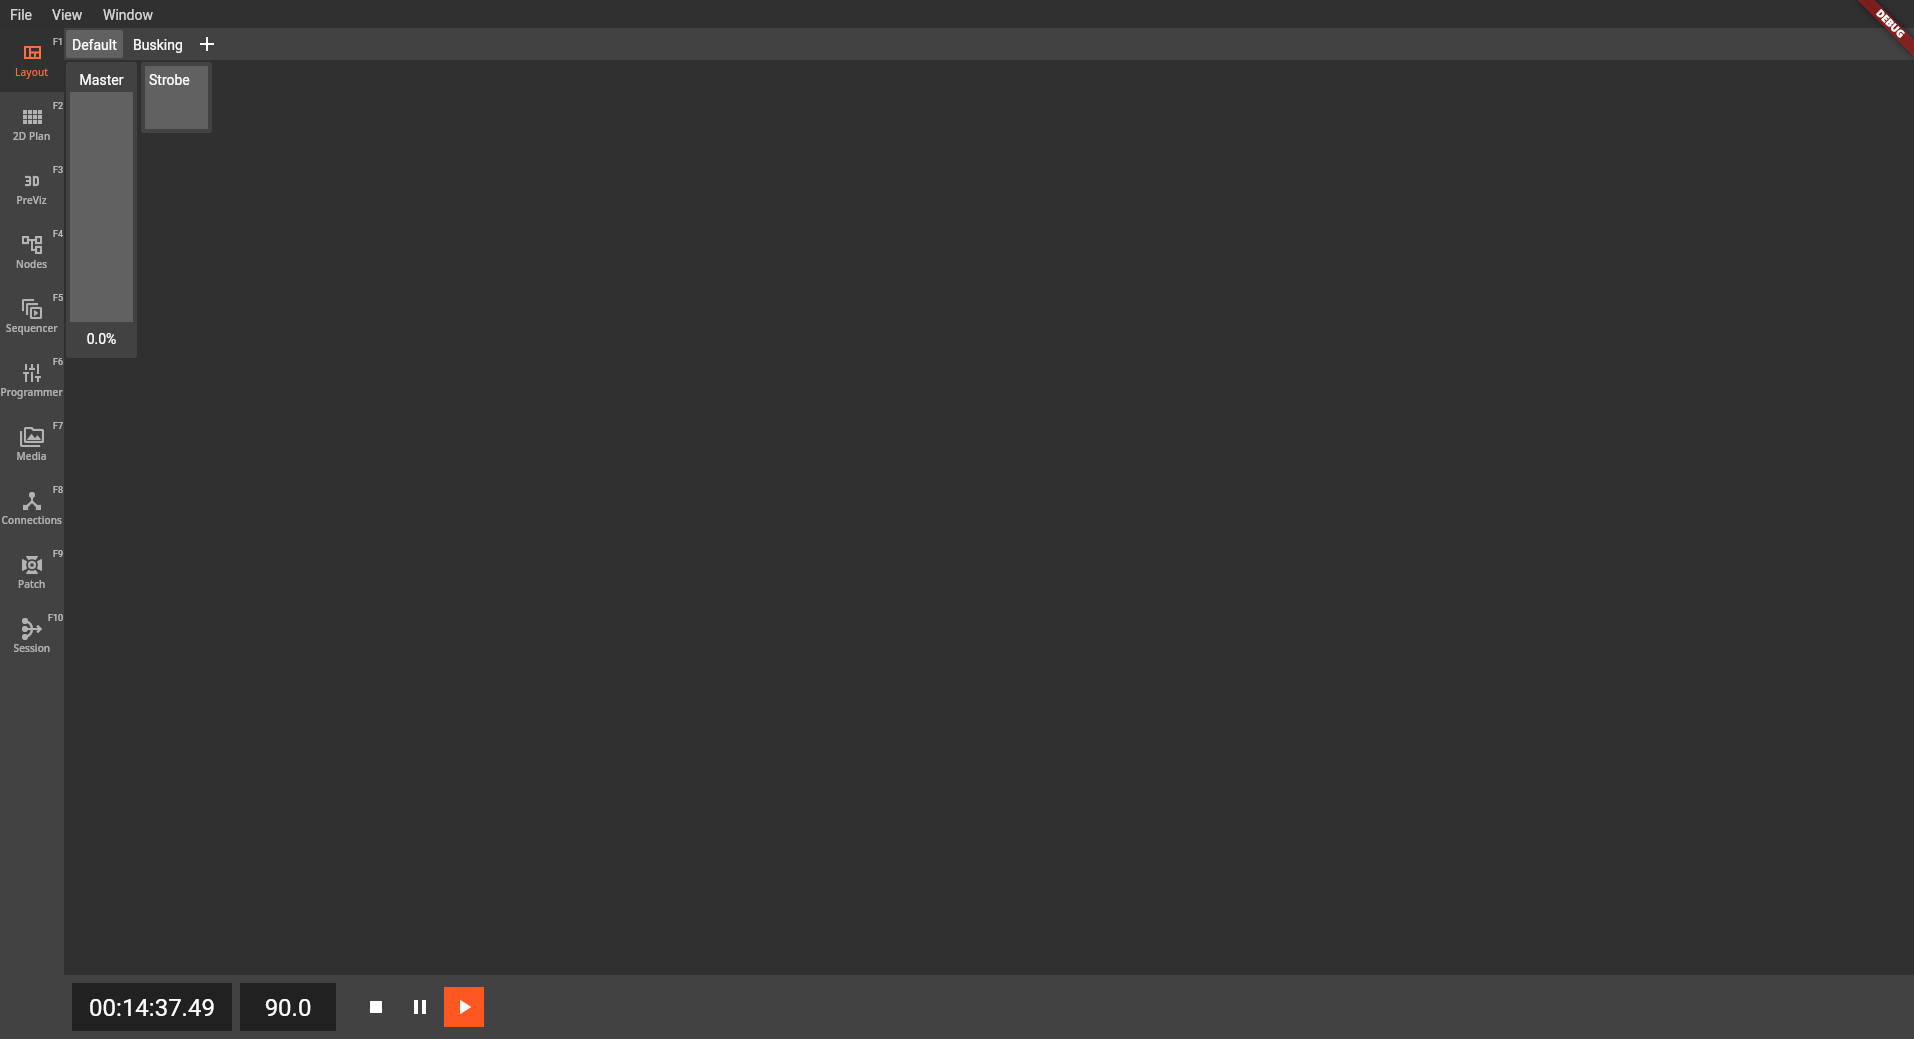 File View Window
DEBUG
F1
Layout
Default Busking
Master
Strobe
F2
2D Plan
F3
3D
PreViz
F4
Nodes
F5
Sequencer
0.0%
F6
Programmer
F7
Media
F8
Connections
F9
Patch
F10
Session
00:14:37.49 90.0